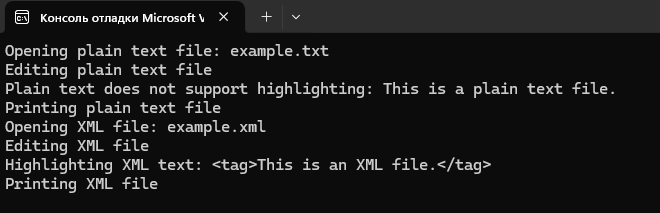 Консоль отладки Microsoft V
Opening plain text file: example.txt
Editing plain text file
Plain text does not support highlighting: This is a plain text file.
Printing plain text file
Opening XML file: example.xml
Editing XML file
Highlighting XML text: <tag>This is an XML file.</tag>
Printing XML file